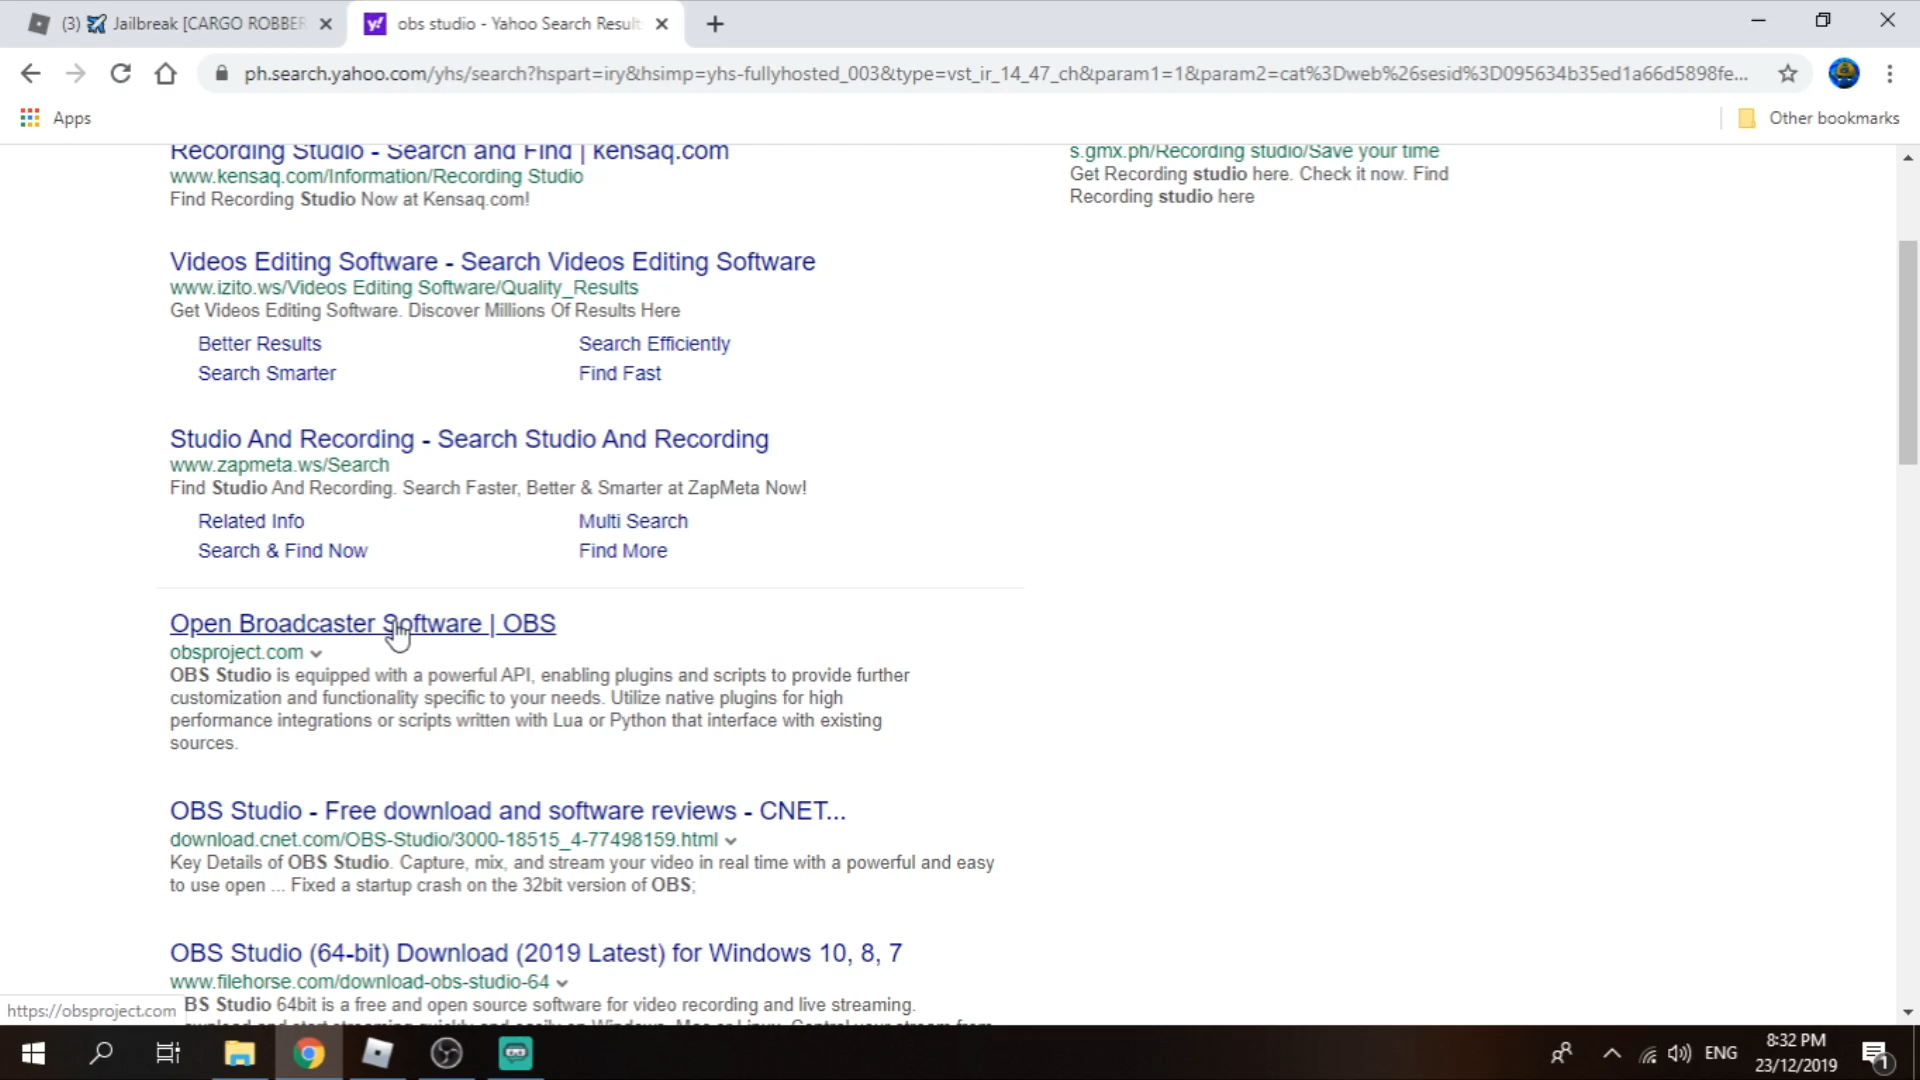 (3) Jailbreak [CARGO ROBBER
obs studio - Yahoo Search Result
ph.search.yahoo.com/yhs/search?hspart=iry&hsimp=yhs-fullyhosted_003&type=vst_ir_14_47_ch&param1=1&param2=cat%3Dweb%26sesid%3D095634b35ed1a66d5898fe...
Apps
Other bookmarks
Recording Studio - Search and Find | kensaq.com
www.kensaq.com/Information/Recording Studio
Find Recording Studio Now at Kensaq.com!
s.gmx.ph/Recording studio/Save your time
Get Recording studio here. Check it now. Find
Recording studio here
Videos Editing Software - Search Videos Editing Software
www.izito.ws/Videos Editing Software/Quality_Results
Get Videos Editing Software. Discover Millions Of Results Here
Better Results
Search Efficiently
Search Smarter
Find Fast
Studio And Recording - Search Studio And Recording
www.zapmeta.ws/Search
Find Studio And Recording. Search Faster, Better & Smarter at ZapMeta Now!
Related Info
Multi Search
Search & Find Now
Find More
Open Broadcaster Software | OBS
obsproject.com
OBS Studio is equipped with a powerful API, enabling plugins and scripts to provide further
customization and functionality specific to your needs. Utilize native plugins for high
performance integrations or scripts written with Lua or Python that interface with existing
sources.
OBS Studio - Free download and software reviews - CNET...
download.cnet.com/OBS-Studio/3000-18515_4-77498159.html
Key Details of OBS Studio. Capture, mix, and stream your video in real time with a powerful and easy
to use open ... Fixed a startup crash on the 32bit version of OBS;
OBS Studio (64-bit) Download (2019 Latest) for Windows 10, 8, 7
www.filehorse.com/download-obs-studio-64
BS Studio 64bit is a free and open source software for video recording and live streaming.
https://obsproject.com
ENG
8:32 PM
23/12/2019
1